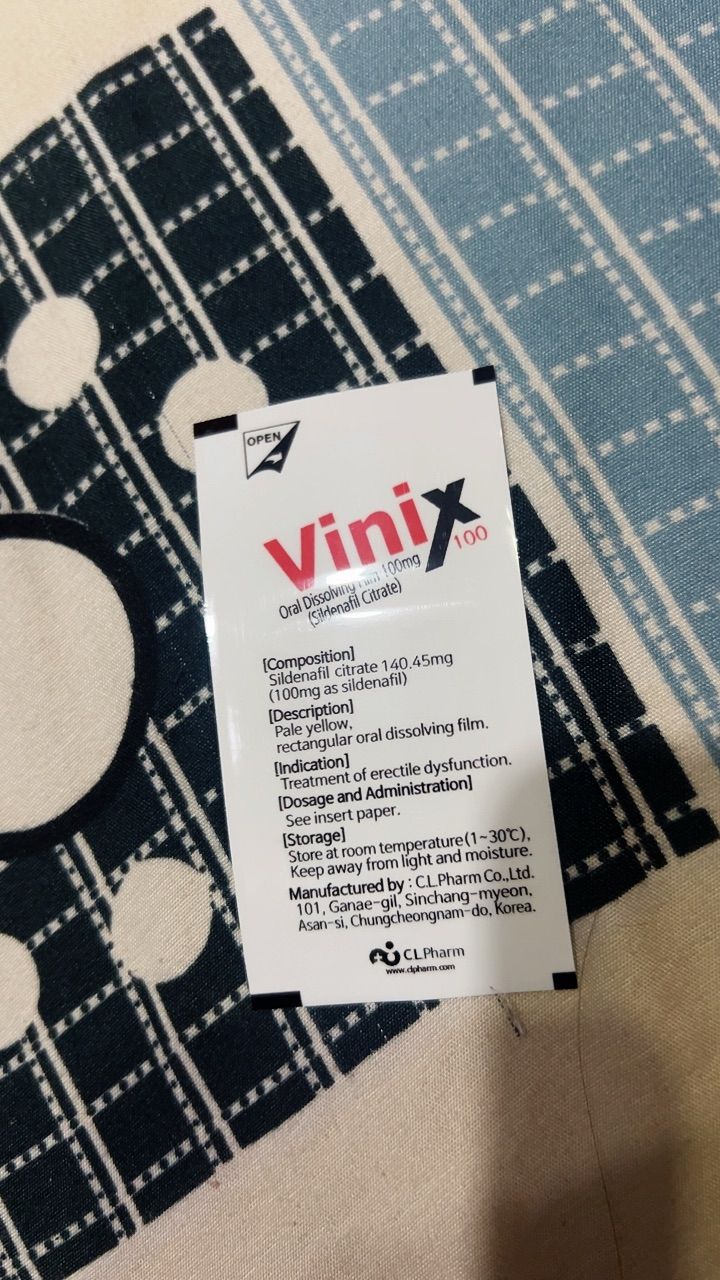 OPEN
Vinix 100
Oral Dissolving Film 100mg
(Sildenafil Citrate)
[Composition]
Sildenafil citrate 140.45mg
(100mg as sildenafil)
[Description]
Pale yellow,
rectangular oral dissolving film.
[Indication]
Treatment of erectile dysfunction.
[Dosage and Administration]
See insert paper.
[Storage]
Store at room temperature(1~30℃),
Keep away from light and moisture.
Manufactured by : C.L.Pharm Co.,Ltd.
101, Ganae-gil, Sinchang-myeon,
Asan-si, Chungcheongnam-do, Korea.
CLPharm
www.clpharm.com